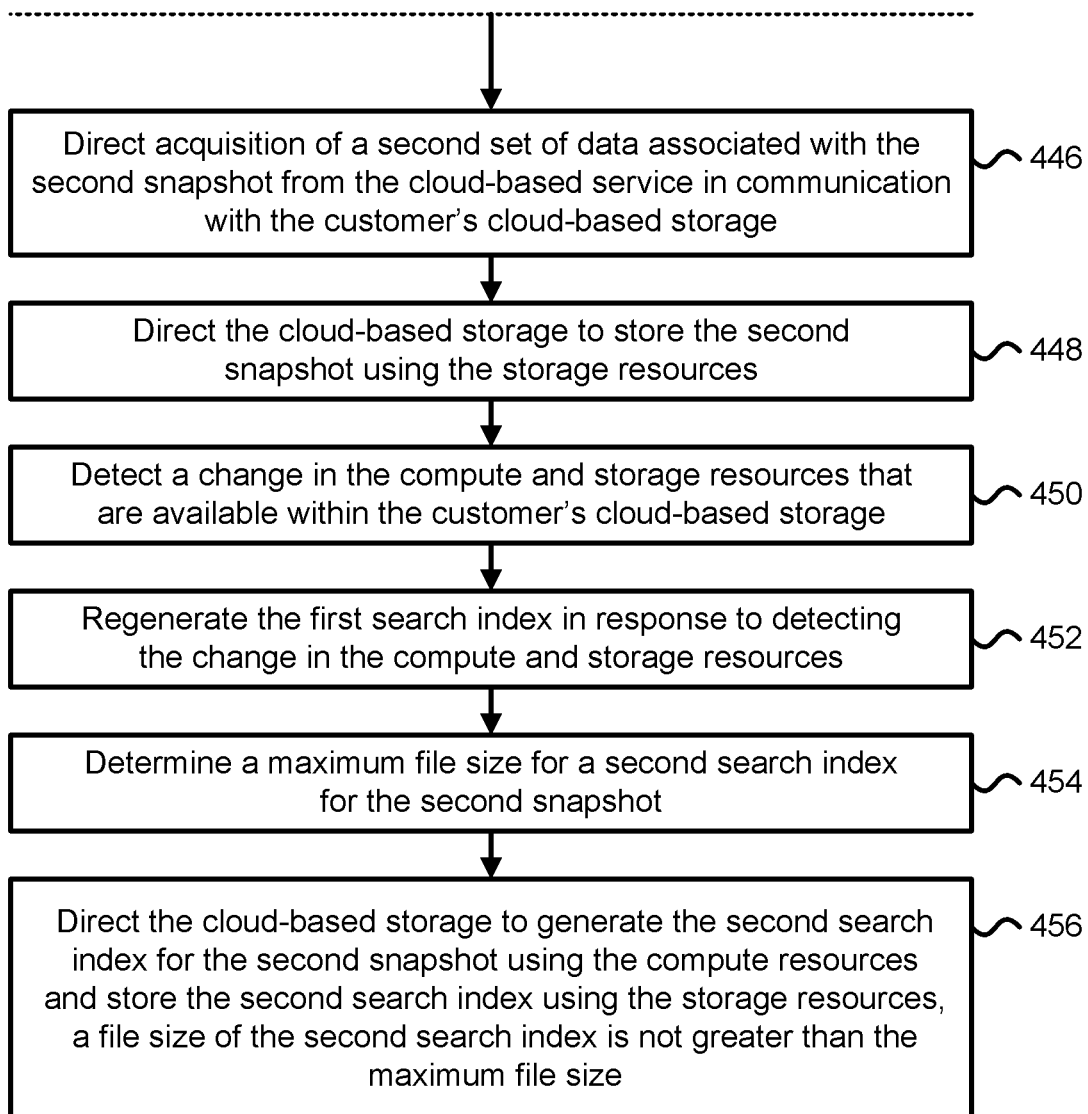 Direct acquisition of a second set of data associated with the
second snapshot from the cloud-based service in communication
with the customer's cloud-based storage
446
Direct the cloud-based storage to store the second
snapshot using the storage resources
448
Detect a change in the compute and storage resources that
are available within the customer's cloud-based storage
450
Regenerate the first search index in response to detecting
the change in the compute and storage resources
452
Determine a maximum file size for a second search index
for the second snapshot
454
Direct the cloud-based storage to generate the second search
index for the second snapshot using the compute resources
and store the second search index using the storage resources,
a file size of the second search index is not greater than the
maximum file size
456